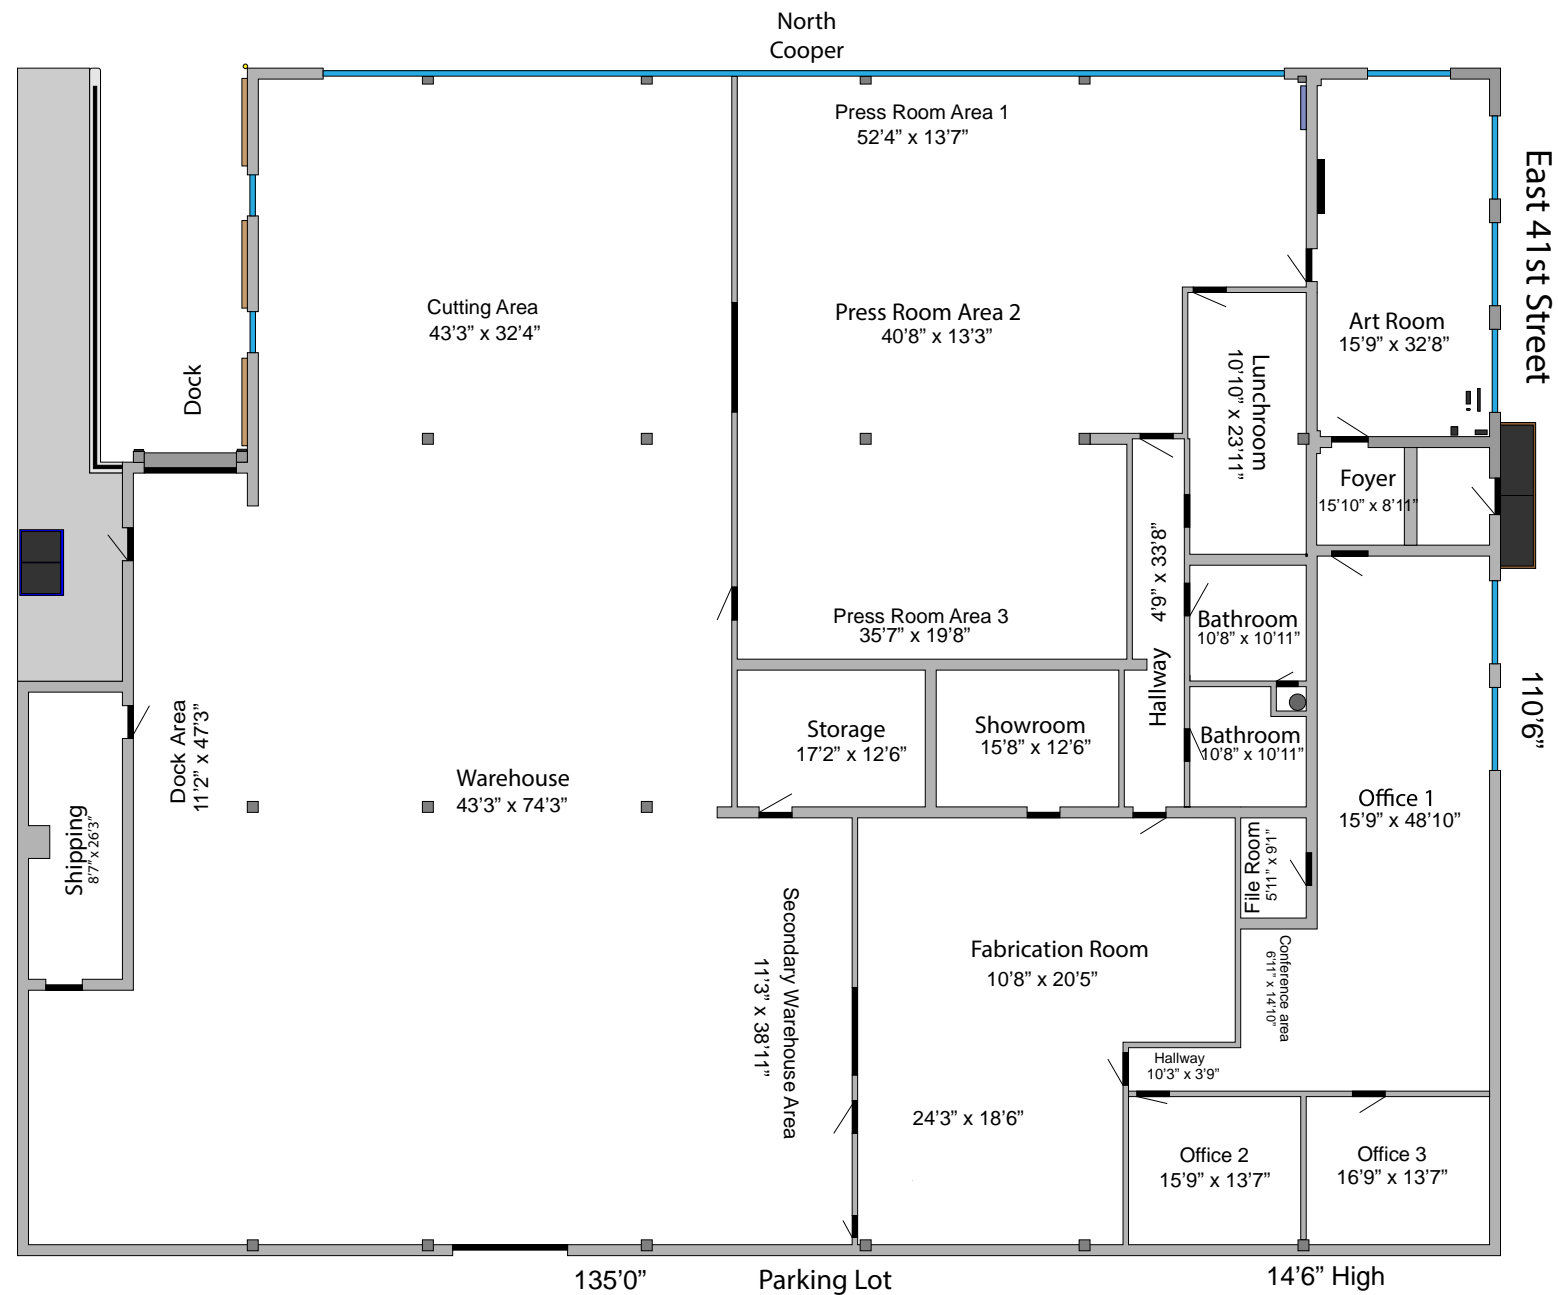 North
Cooper
Press Room Area 1
52’4” x 13’7”
East 41st Street
Cutting Area
43’3” x 32’4”
Press Room Area 2
40’8” x 13’3”
Art Room
15’9” x 32’8”
Dock
Lunchroom
10’10” x 23’11”
Foyer
15’10” x 8’11”
Hallway 4’9” x 33’8”
Press Room Area 3
35’7” x 19’8”
Bathroom
10’8” x 10’11”
110’6”
Dock Area
11’2” x 47’3”
Storage
17’2” x 12’6”
Showroom
15’8” x 12’6”
Bathroom
10’8” x 10’11”
Warehouse
43’3” x 74’3”
Office 1
15’9” x 48’10”
Shipping
8’7” x 26’3”
File Room
5’11” x 9’1”
Secondary Warehouse Area
11’3” x 38’11”
Fabrication Room
10’8” x 20’5”
Conference area
6’11” x 14’10”
Hallway
10’3” x 3’9”
24’3” x 18’6”
Office 2
15’9” x 13’7”
Office 3
16’9” x 13’7”
135’0”
Parking Lot
14’6” High